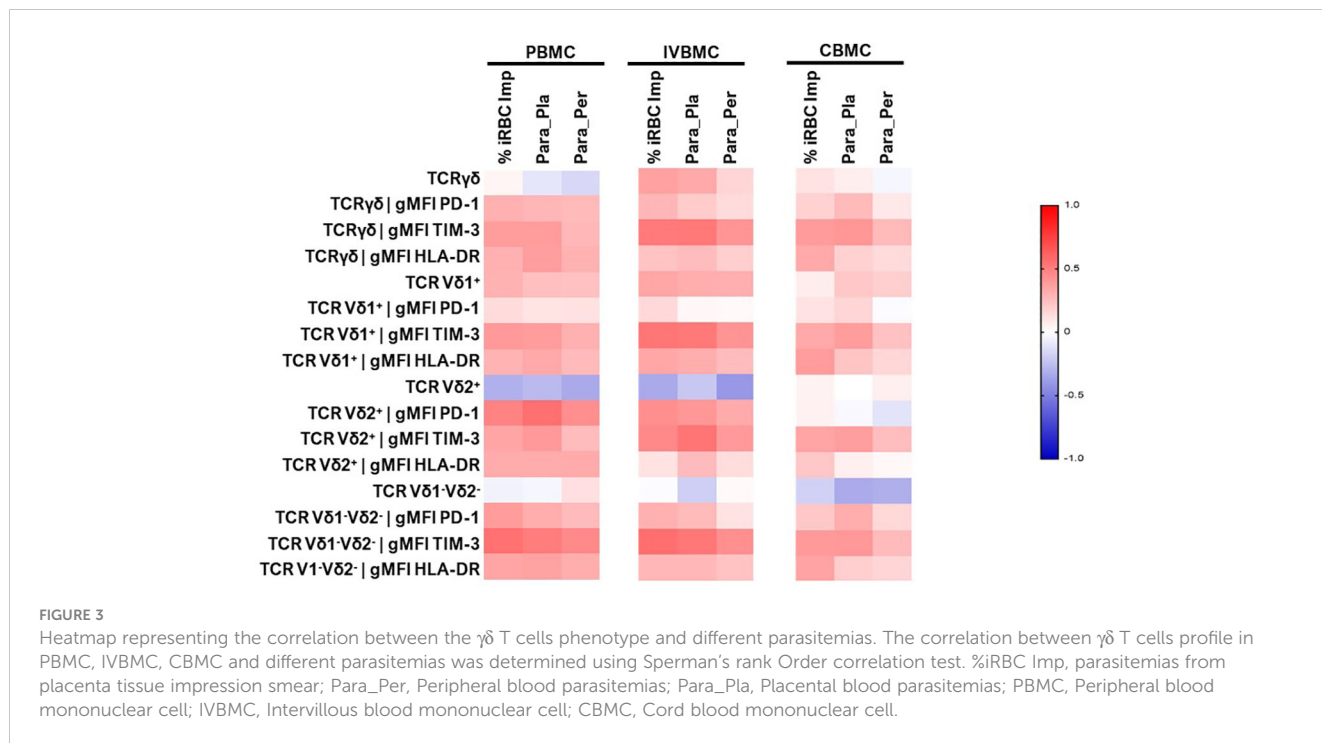 PBMC IVBMC CBMC
% iRBC Imp Para_Pla Para_Per % iRBC Imp Para_Pla Para_Per % iRBC Imp Para_Pla Para_Per
TCRγδ
TCRγδ | gMFI PD-1
TCRγδ | gMFI TIM-3
TCRγδ | gMFI HLA-DR
TCR Vδ1⁺
TCR Vδ1⁺ | gMFI PD-1
TCR Vδ1⁺ | gMFI TIM-3
TCR Vδ1⁺ | gMFI HLA-DR
TCR Vδ2⁺
TCR Vδ2⁺ | gMFI PD-1
TCR Vδ2⁺ | gMFI TIM-3
TCR Vδ2⁺ | gMFI HLA-DR
TCR Vδ1⁻Vδ2⁻
TCR Vδ1⁻Vδ2⁻ | gMFI PD-1
TCR Vδ1⁻Vδ2⁻ | gMFI TIM-3
TCR V1⁻Vδ2⁻ | gMFI HLA-DR
1.0
0.5
0
-0.5
-1.0
FIGURE 3
Heatmap representing the correlation between the γδ T cells phenotype and different parasitemias. The correlation between γδ T cells profile in
PBMC, IVBMC, CBMC and different parasitemias was determined using Sperman's rank Order correlation test. %iRBC Imp, parasitemias from
placenta tissue impression smear; Para_Per, Peripheral blood parasitemias; Para_Pla, Placental blood parasitemias; PBMC, Peripheral blood
mononuclear cell; IVBMC, Intervillous blood mononuclear cell; CBMC, Cord blood mononuclear cell.